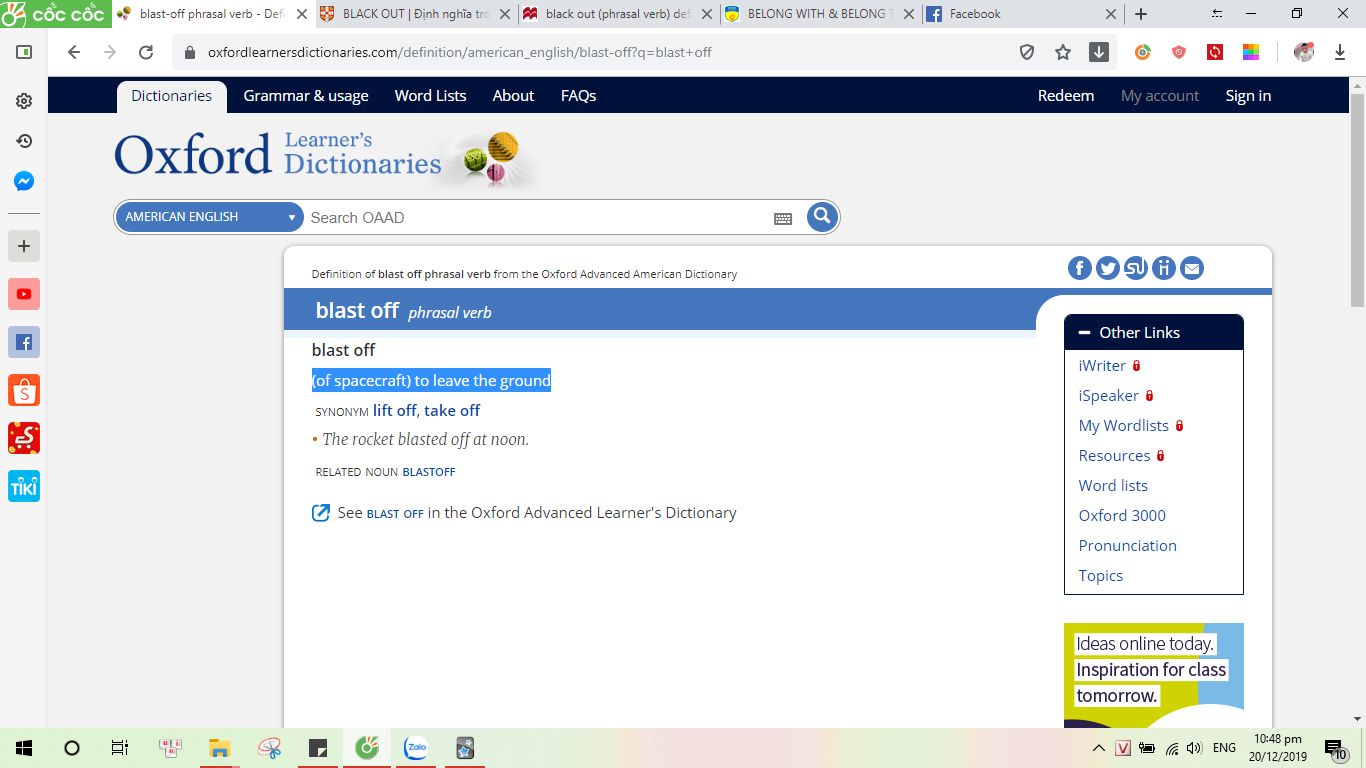 cốc cốc
blast-off phrasal verb - Defi
BLACK OUT | Định nghĩa tro
black out (phrasal verb) def
BELONG WITH & BELONG T
Facebook
oxfordlearnersdictionaries.com/definition/american_english/blast-off?q=blast+off
Dictionaries Grammar & usage Word Lists About FAQs Redeem My account Sign in
Oxford Learner's Dictionaries
AMERICAN ENGLISH Search OAAD
Definition of blast off phrasal verb from the Oxford Advanced American Dictionary
blast off phrasal verb
blast off
(of spacecraft) to leave the ground
SYNONYM lift off, take off
• The rocket blasted off at noon.
RELATED NOUN BLASTOFF
See BLAST OFF in the Oxford Advanced Learner's Dictionary
Other Links
iWriter
iSpeaker
My Wordlists
Resources
Word lists
Oxford 3000
Pronunciation
Topics
Ideas online today.
Inspiration for class
tomorrow.
TIKI
Zalo
V
ENG
10:48 pm
20/12/2019
10